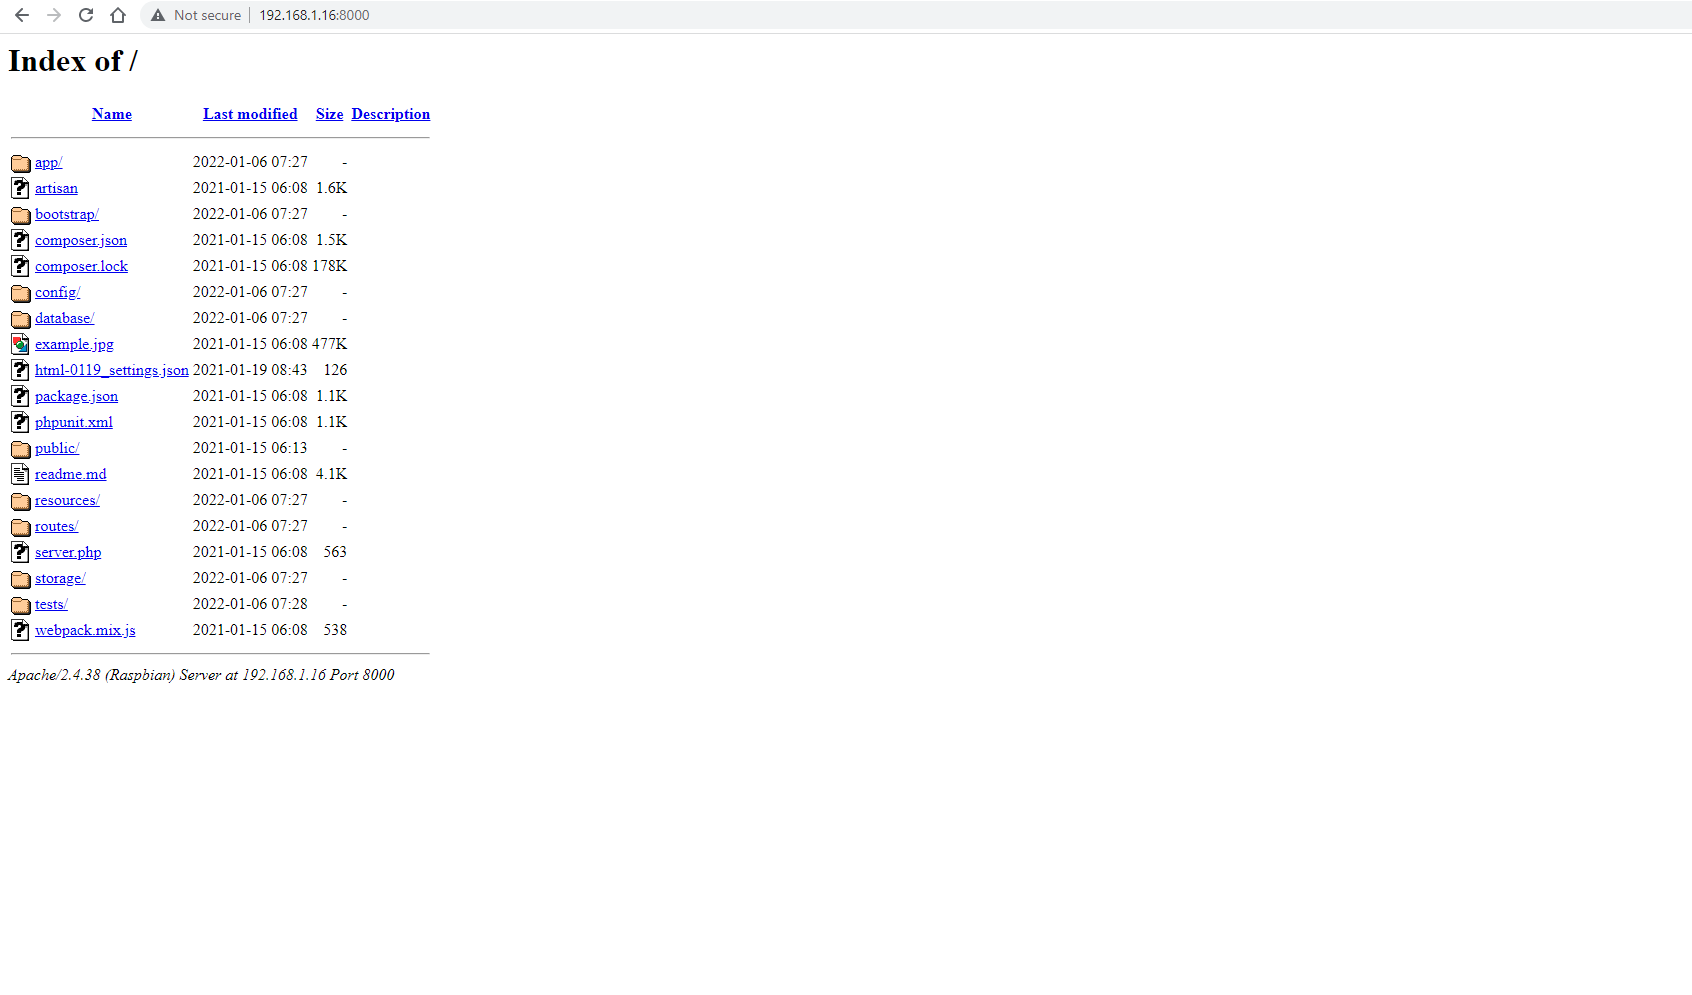 Not secure 192.168.1.16:8000
Index of /
Name Last modified Size Description
app/ 2022-01-06 07:27 -
artisan 2021-01-15 06:08 1.6K
bootstrap/ 2022-01-06 07:27 -
composer.json 2021-01-15 06:08 1.5K
composer.lock 2021-01-15 06:08 178K
config/ 2022-01-06 07:27 -
database/ 2022-01-06 07:27 -
example.jpg 2021-01-15 06:08 477K
html-0119_settings.json 2021-01-19 08:43 126
package.json 2021-01-15 06:08 1.1K
phpunit.xml 2021-01-15 06:08 1.1K
public/ 2021-01-15 06:13 -
readme.md 2021-01-15 06:08 4.1K
resources/ 2022-01-06 07:27 -
routes/ 2022-01-06 07:27 -
server.php 2021-01-15 06:08 563
storage/ 2022-01-06 07:27 -
tests/ 2022-01-06 07:28 -
webpack.mix.js 2021-01-15 06:08 538
Apache/2.4.38 (Raspbian) Server at 192.168.1.16 Port 8000